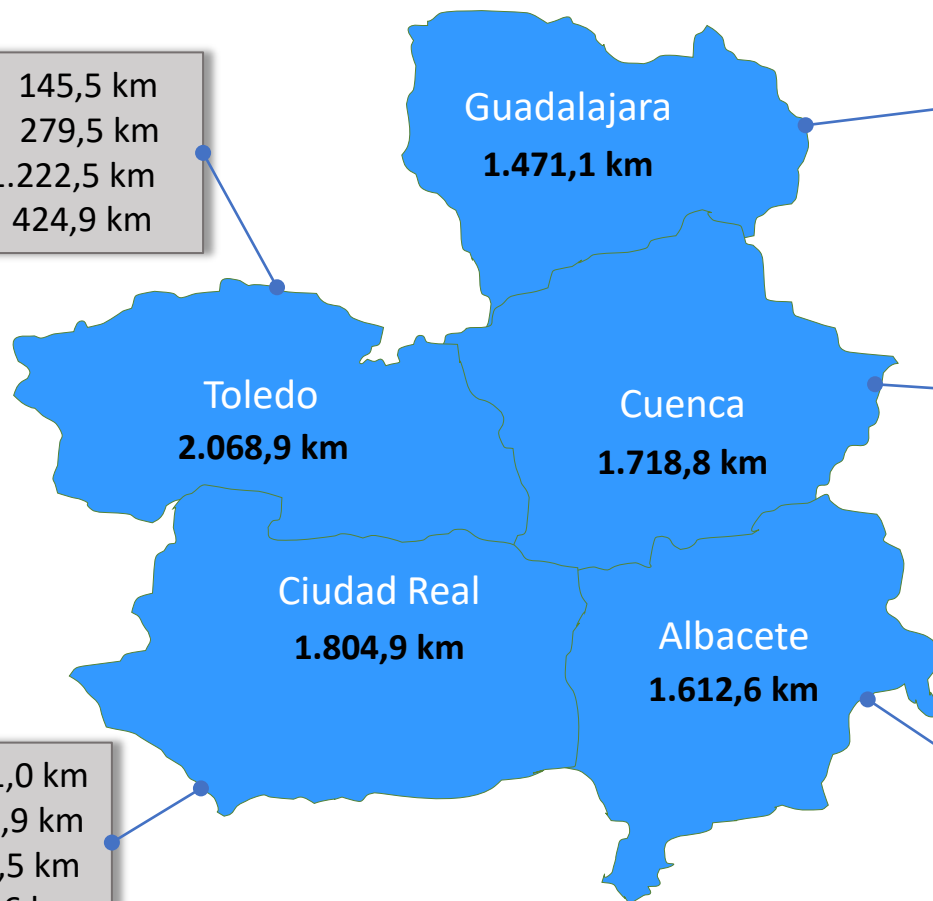 145,5 km
279,5 km
.222,5 km
424,9 km
Guadalajara
1.471,1 km
Toledo
2.068,9 km
Cuenca
1.718,8 km
Ciudad Real
1.804,9 km
Albacete
1.612,6 km
,0 km
,9 km
,5 km